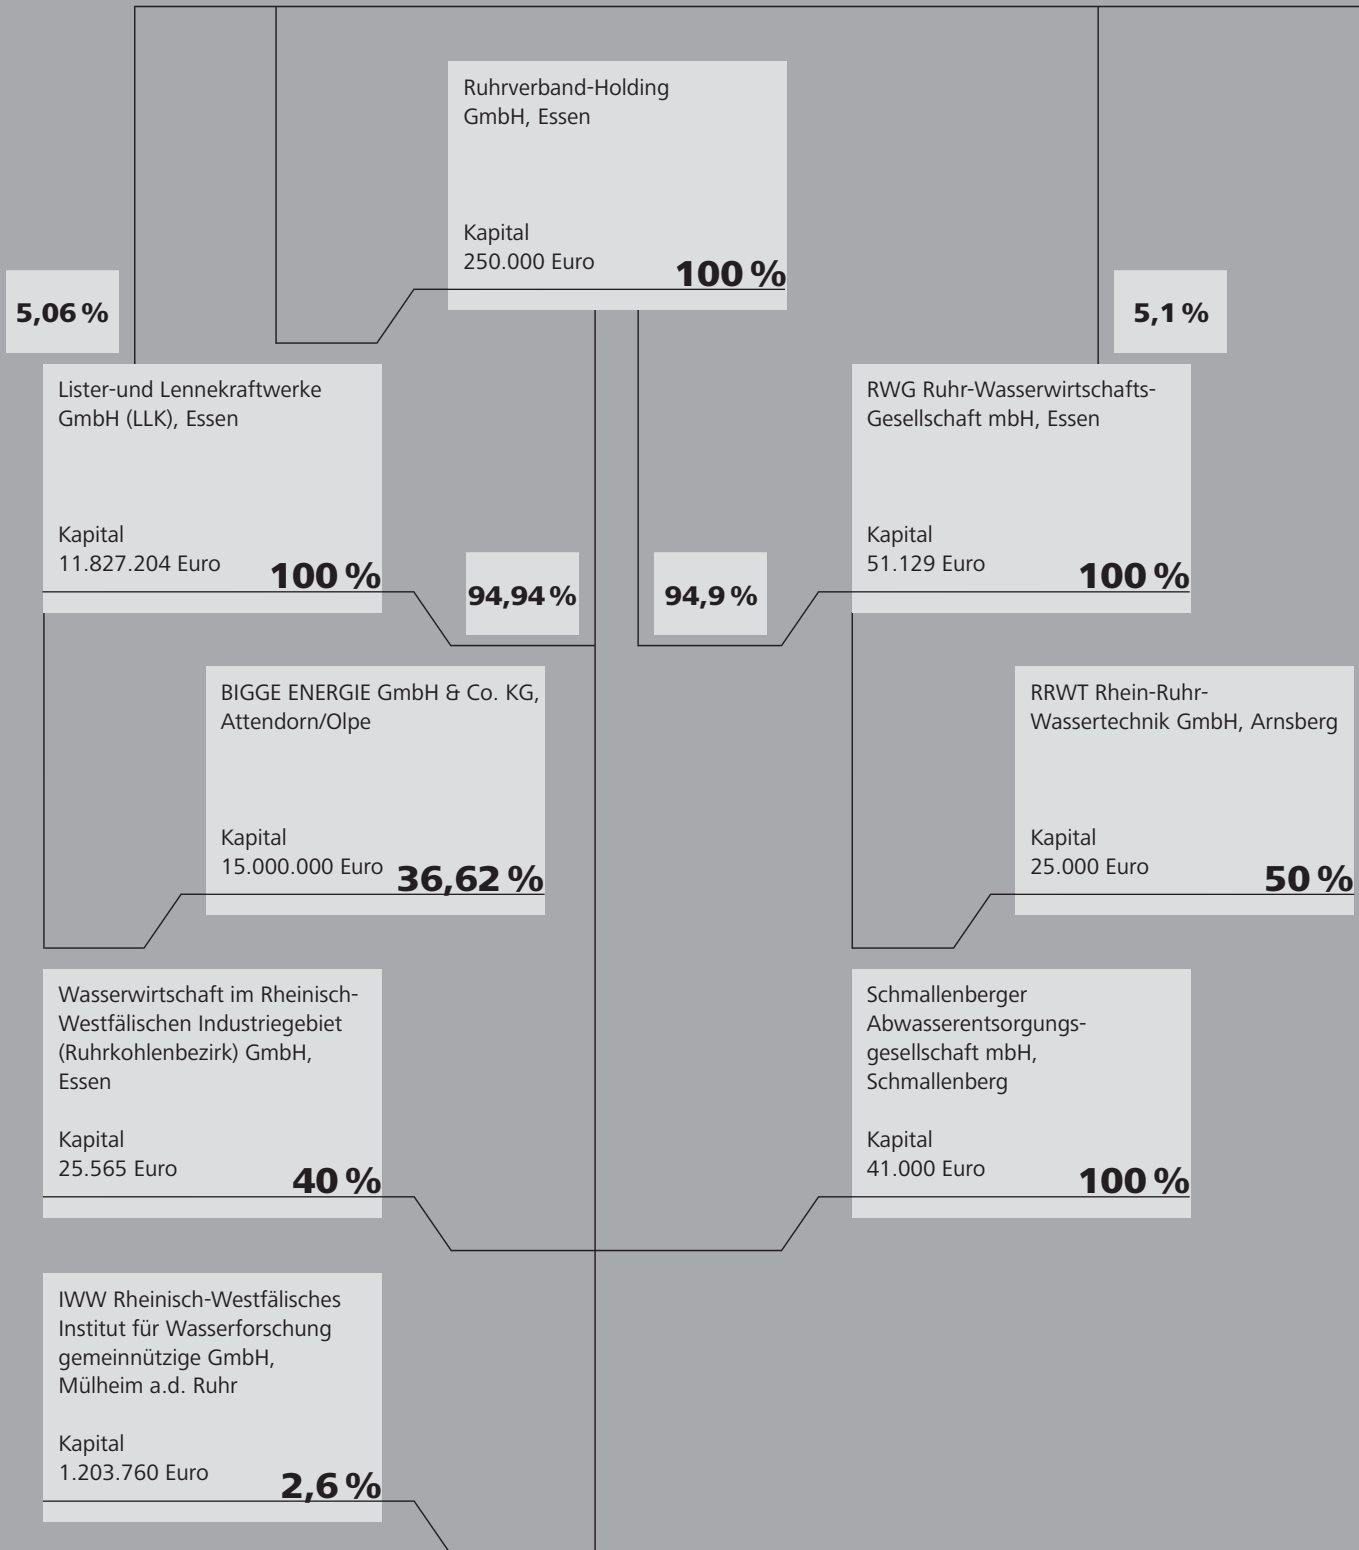 Ruhrverband-Holding
GmbH, Essen
Kapital
250.000 Euro
100 %
5,06 %
5,1 %
Lister-und Lennekraftwerke
GmbH (LLK), Essen
Kapital
11.827.204 Euro
100 %
94,94 %
94,9 %
RWG Ruhr-Wasserwirtschafts-
Gesellschaft mbH, Essen
Kapital
51.129 Euro
100 %
BIGGE ENERGIE GmbH & Co. KG,
Attendorn/Olpe
Kapital
15.000.000 Euro
36,62 %
RRWT Rhein-Ruhr-
Wassertechnik GmbH, Arnsberg
Kapital
25.000 Euro
50 %
Wasserwirtschaft im Rheinisch-
Westfälischen Industriegebiet
(Ruhrkohlenbezirk) GmbH,
Essen
Kapital
25.565 Euro
40 %
Schmallenberger
Abwasserentsorgungs-
gesellschaft mbH,
Schmallenberg
Kapital
41.000 Euro
100 %
IWW Rheinisch-Westfälisches
Institut für Wasserforschung
gemeinnützige GmbH,
Mülheim a.d. Ruhr
Kapital
1.203.760 Euro
2,6 %